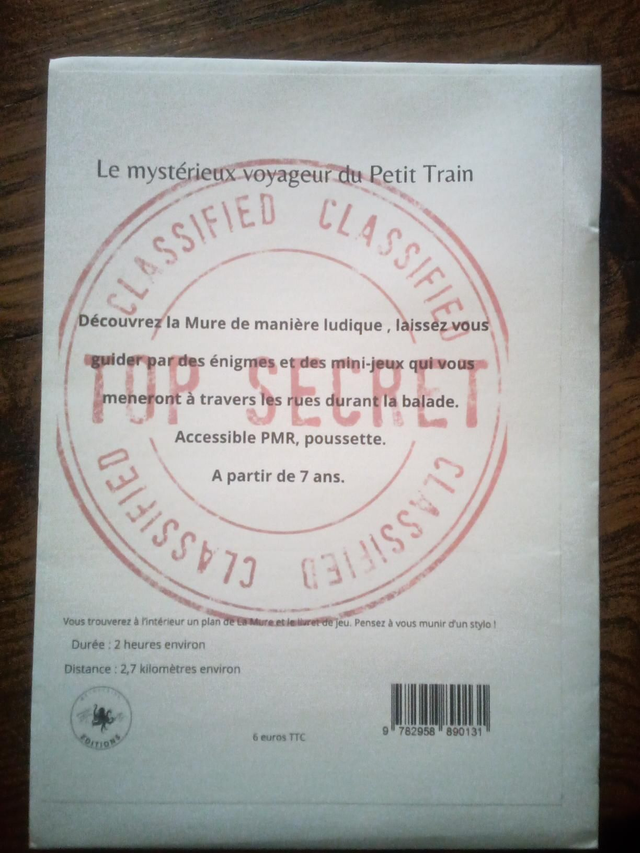 Le mystérieux voyageur du Petit Train
CLASSIFIED CLASSIFIED
Découvrez la Mure de manière ludique , laissez vous
guider par des énigmes et des mini-jeux qui vous
TOP SECRET
meneront à travers les rues durant la balade.
Accessible PMR, poussette.
A partir de 7 ans.
CLASSIFIED CLASSIFIED
Vous trouverez à l'intérieur un plan de La Mure et le livret de jeu. Pensez à vous munir d'un stylo !
Durée : 2 heures environ
Distance : 2,7 kilomètres environ
EDITIONS
6 euros TTC
9 782958 890131